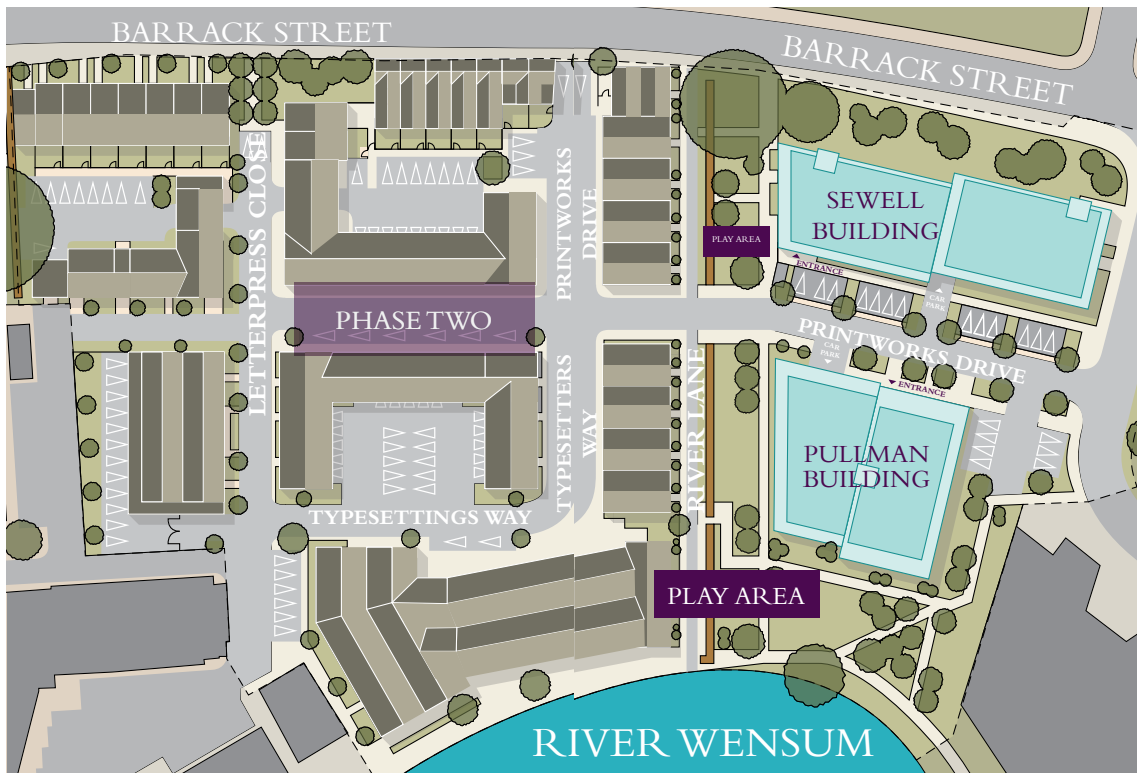 BARRACK STREET
BARRACK STREET
SEWELL
BUILDING
LETTERPRESS CLOSE
PRINTWORKS
DRIVE
PLAY AREA
ENTRANCE
CAR
PARK
PHASE TWO
PRINTWORKS DRIVE
CAR
PARK
ENTRANCE
TYPESETTERS
WAY
RIVER LANE
PULLMAN
BUILDING
TYPESETTINGS WAY
PLAY AREA
RIVER WENSUM